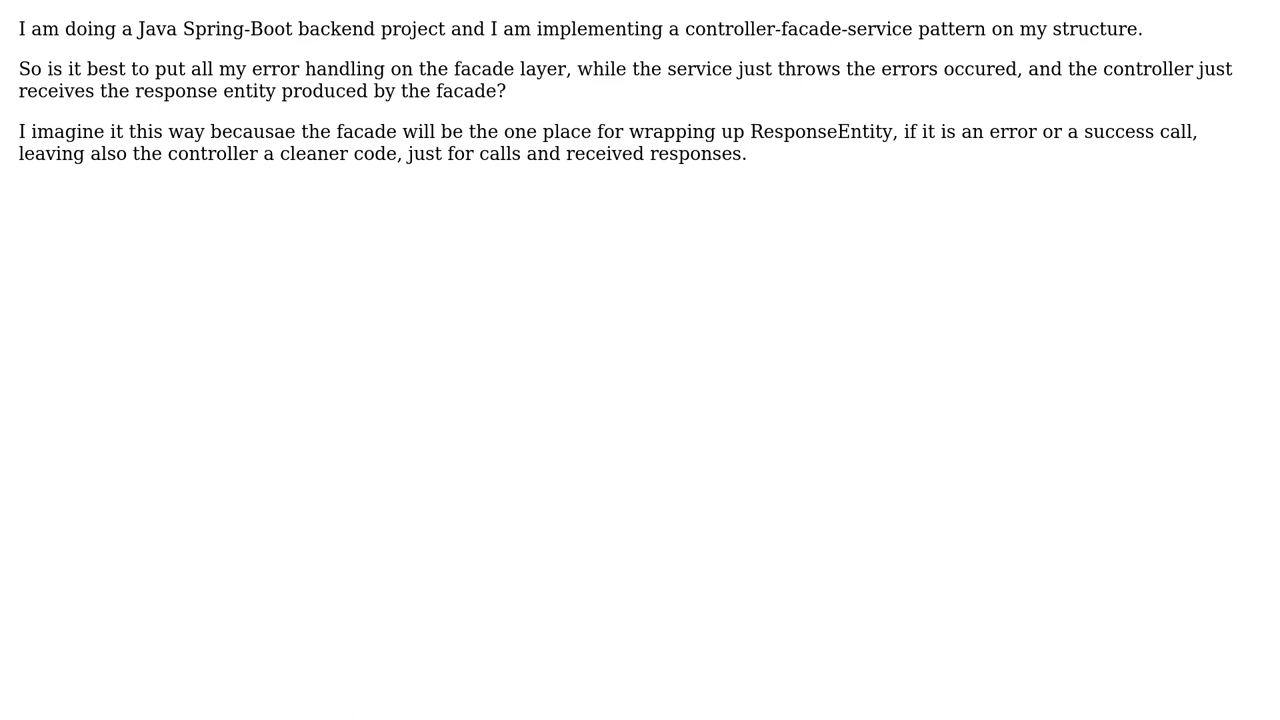 I am doing a Java Spring-Boot backend project and I am implementing a controller-facade-service pattern on my structure.
So is it best to put all my error handling on the facade layer, while the service just throws the errors occured, and the controller just
receives the response entity produced by the facade?
I imagine it this way becausae the facade will be the one place for wrapping up ResponseEntity, if it is an error or a success call,
leaving also the controller a cleaner code, just for calls and received responses.